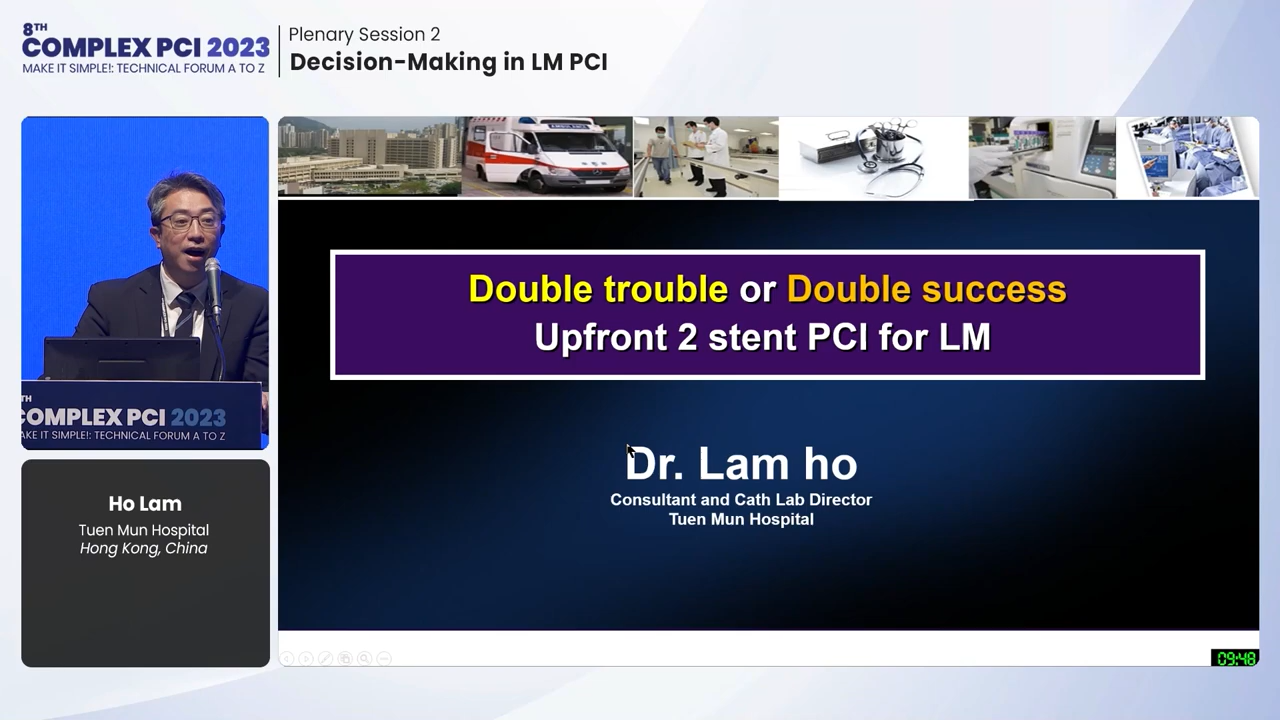 8TH
COMPLEX PCI 2023
MAKE IT SIMPLE!: TECHNICAL FORUM A TO Z
Plenary Session 2
Decision-Making in LM PCI
Double trouble or Double success
Upfront 2 stent PCI for LM
Dr. Lam ho
Consultant and Cath Lab Director
Tuen Mun Hospital
TH
COMPLEX PCI 2023
AKE IT SIMPLE!: TECHNICAL FORUM A TO Z
Ho Lam
Tuen Mun Hospital
Hong Kong, China
09:48